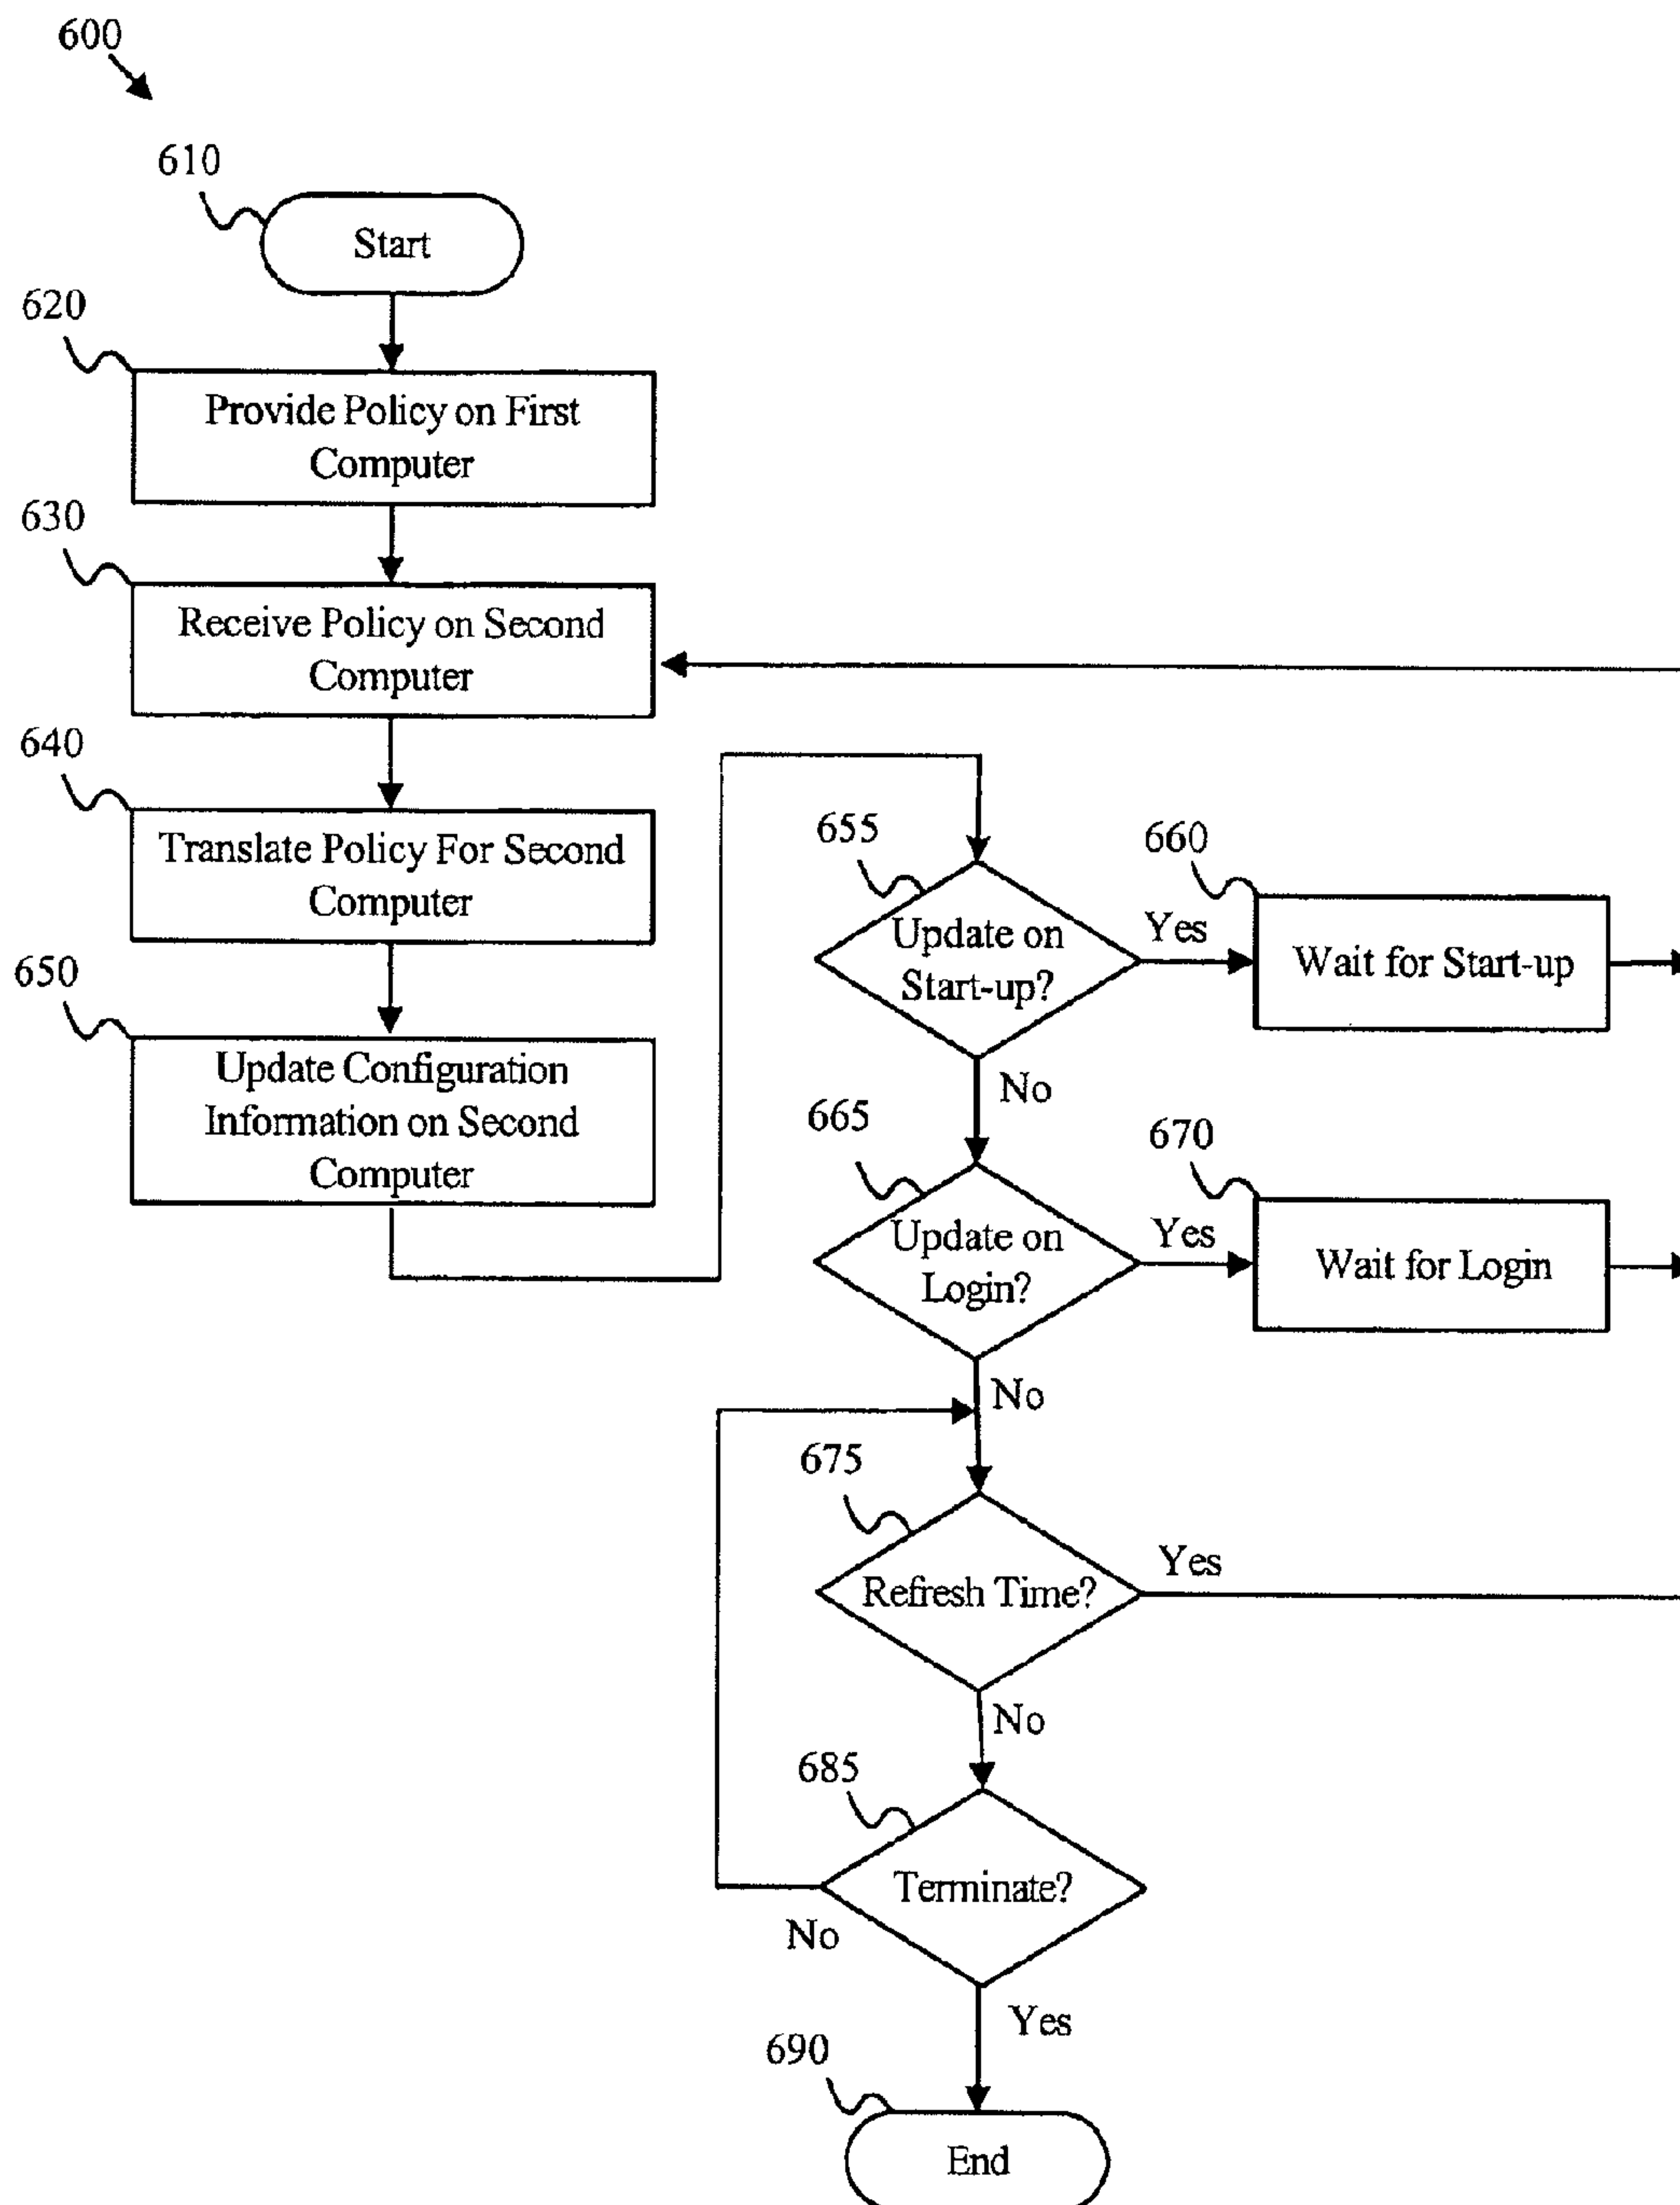 600
610
Start
620
Provide Policy on First
Computer
630
Receive Policy on Second
Computer
640
Translate Policy For Second
Computer
650
Update Configuration
Information on Second
Computer
655
Update on
Start-up?
Yes
660
Wait for Start-up
No
665
Update on
Login?
Yes
670
Wait for Login
No
675
Refresh Time?
Yes
No
685
Terminate?
No
Yes
690
End